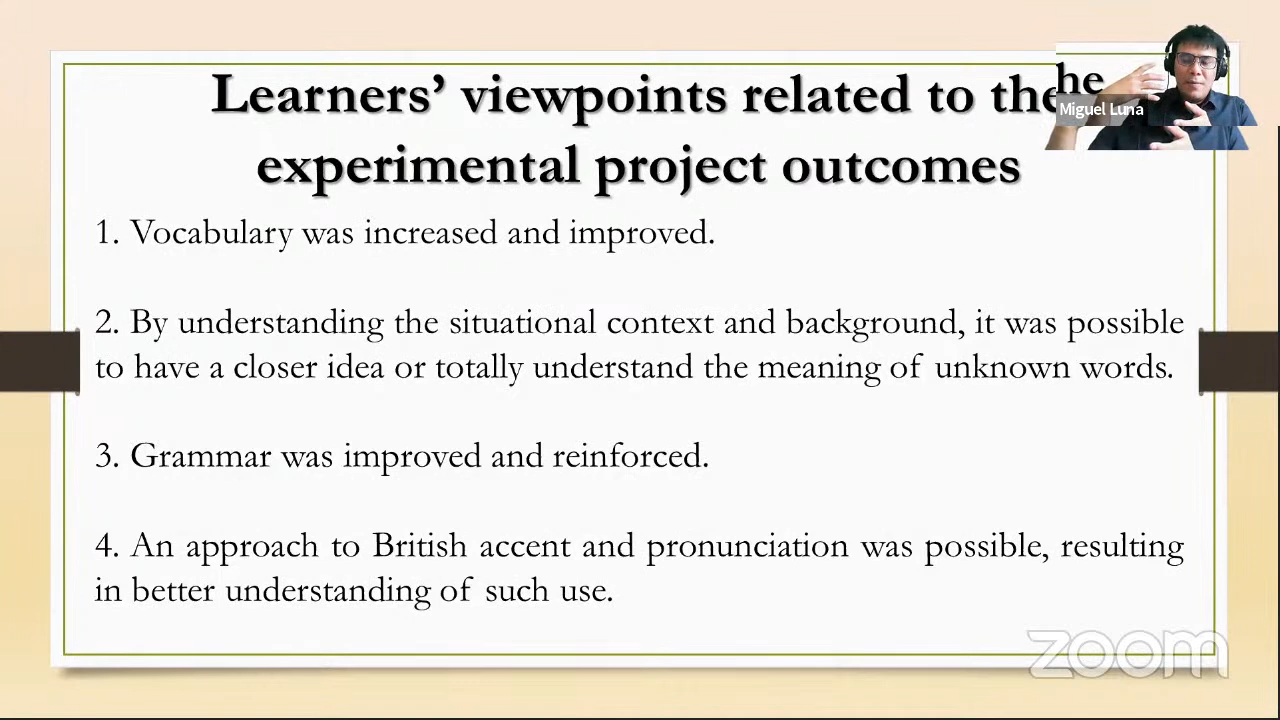 Learners’ viewpoints related to the
he
Miguel Luna
experimental project outcomes
1. Vocabulary was increased and improved.
2. By understanding the situational context and background, it was possible
to have a closer idea or totally understand the meaning of unknown words.
3. Grammar was improved and reinforced.
4. An approach to British accent and pronunciation was possible, resulting
in better understanding of such use.
zoom